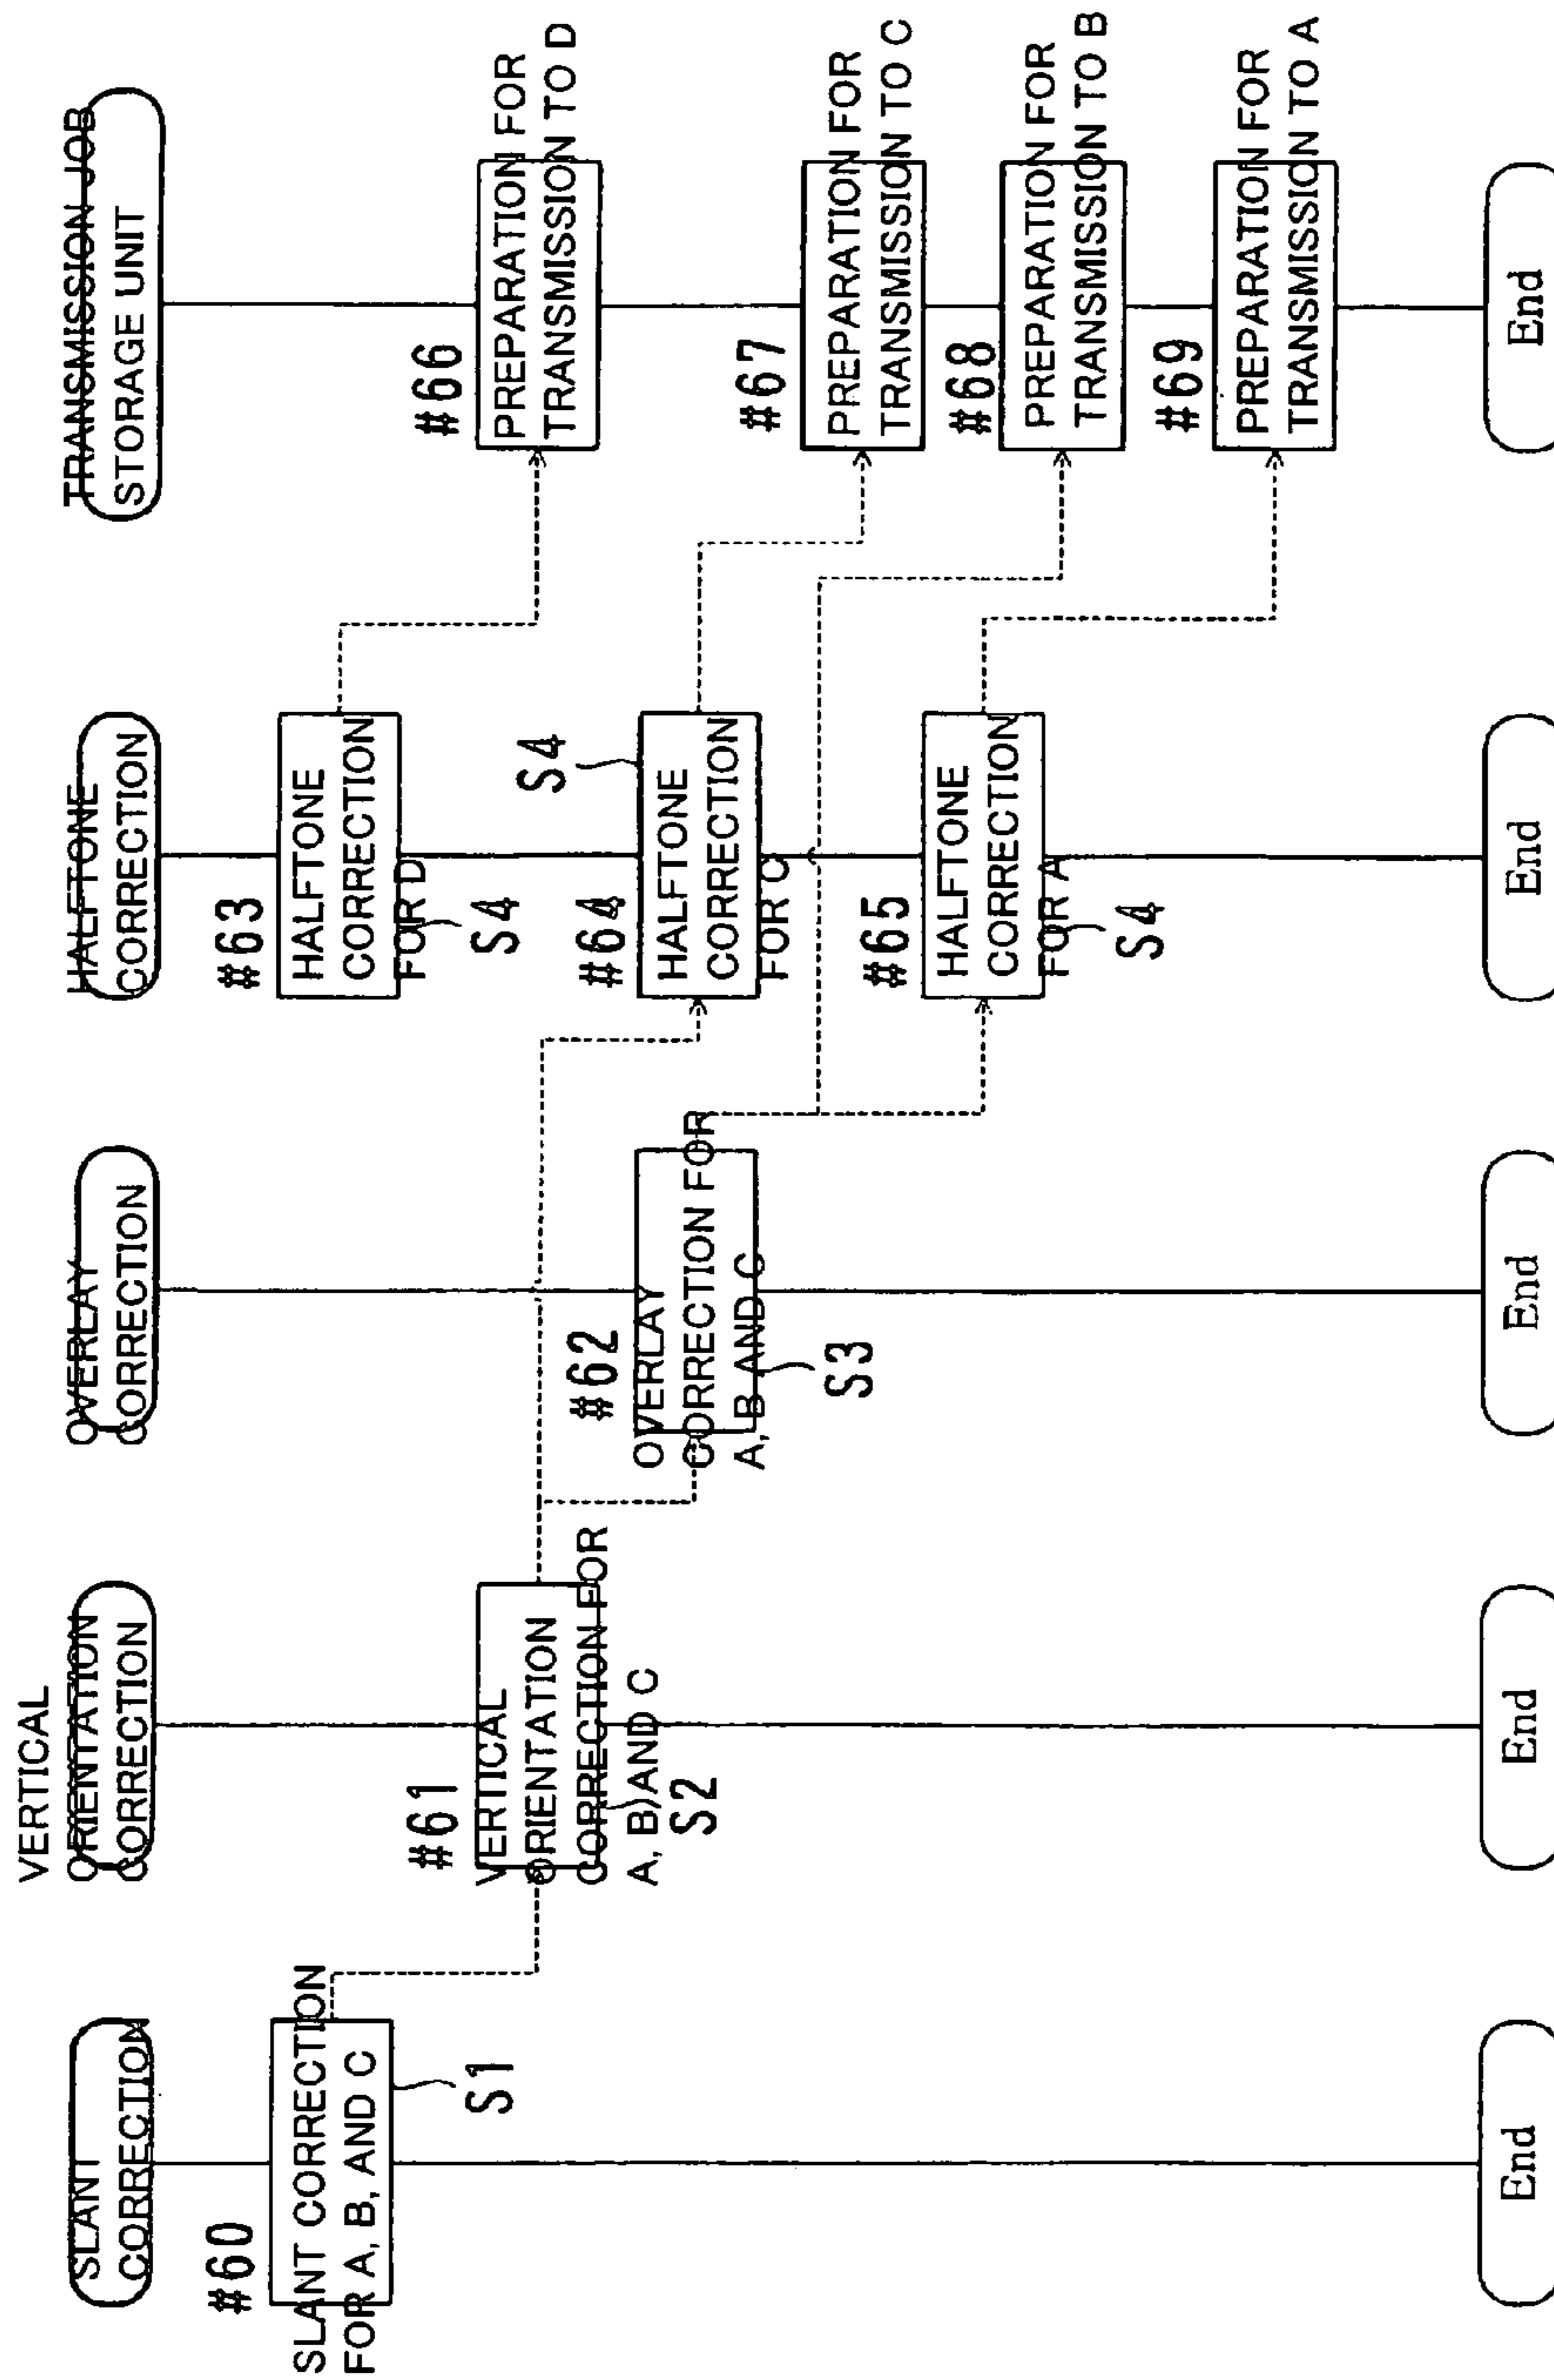 SLANT
CORRECTION
#60
SLANT CORRECTION
FOR A, B, AND C
S1
End
VERTICAL
ORIENTATION
CORRECTION
#61
VERTICAL
ORIENTATION
CORRECTION FOR
A, B AND C
S2
End
OVERLAY
CORRECTION
#62
OVERLAY
CORRECTION FOR
A, B AND C
S3
End
HALFTONE
CORRECTION
#63
HALFTONE
CORRECTION
FOR D
S4
#64
HALFTONE
CORRECTION
FOR C
S4
#65
HALFTONE
CORRECTION
FOR A
S4
End
TRANSMISSION JOB
STORAGE UNIT
#66
PREPARATION FOR
TRANSMISSION TO D
#67
PREPARATION FOR
TRANSMISSION TO C
#68
PREPARATION FOR
TRANSMISSION TO B
#69
PREPARATION FOR
TRANSMISSION TO A
End